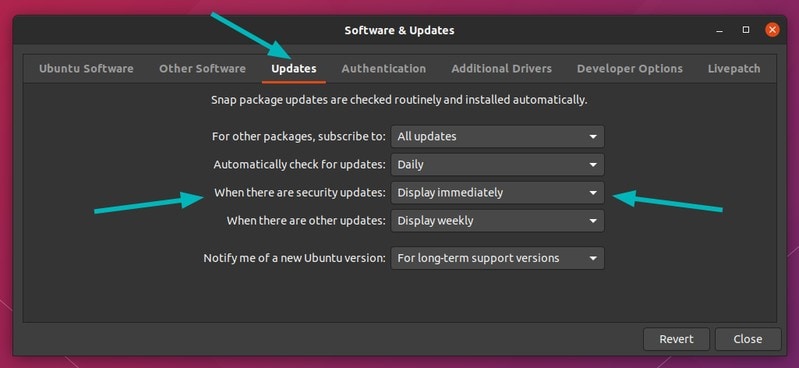 Software & Updates
Ubuntu Software Other Software Updates Authentication Additional Drivers Developer Options Livepatch
Snap package updates are checked routinely and installed automatically.
For other packages, subscribe to: All updates
Automatically check for updates: Daily
When there are security updates: Display immediately
When there are other updates: Display weekly
Notify me of a new Ubuntu version: For long-term support versions
Revert Close